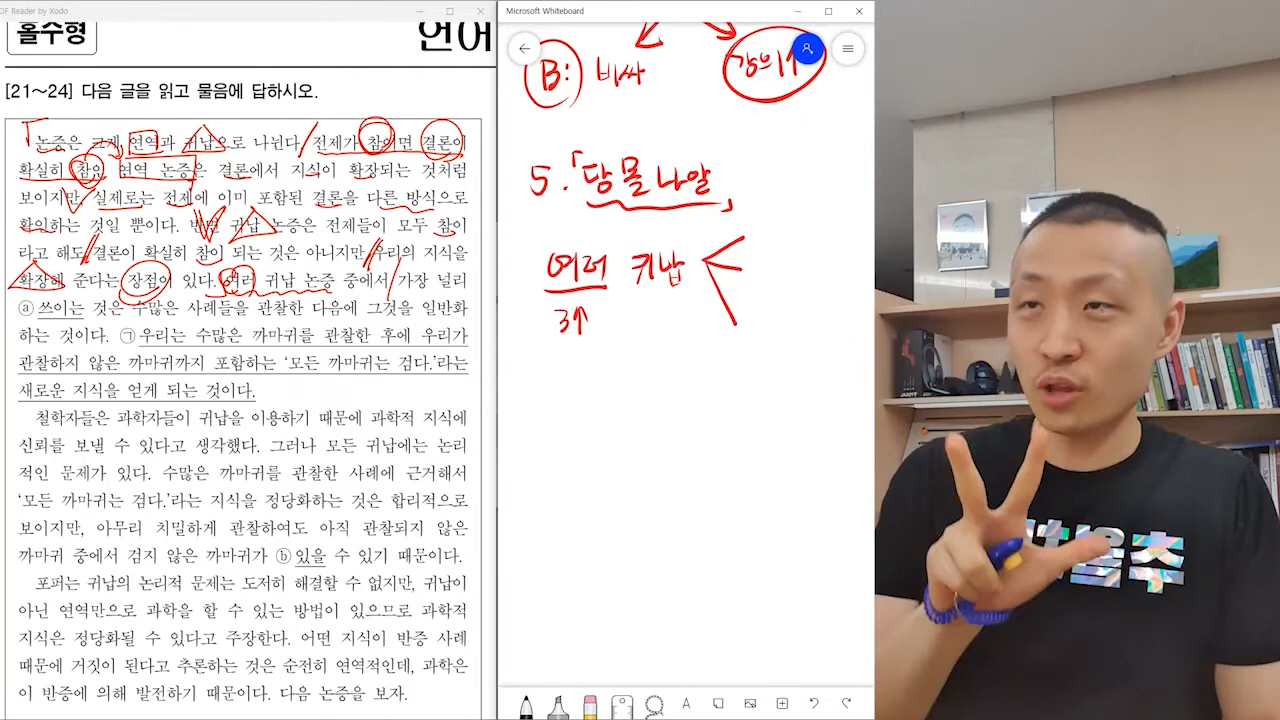 DF Reader by Xodo
홀수형
언어
[21～24] 다음 글을 읽고 물음에 답하시오.
논증은 크게 연역과 귀납으로 나뉜다. 전제가 참이면 결론이
확실히 참인 연역 논증은 결론에서 지식이 확장되는 것처럼
보이지만, 실제로는 전제에 이미 포함된 결론을 다른 방식으로
확인하는 것일 뿐이다. 반면 귀납 논증은 전제들이 모두 참이
라고 해도 결론이 확실히 참이 되는 것은 아니지만 우리의 지식을
확장해 준다는 장점이 있다. 여러 귀납 논증 중에서 가장 널리
ⓐ 쓰이는 것은 수많은 사례들을 관찰한 다음에 그것을 일반화
하는 것이다. ㉠ 우리는 수많은 까마귀를 관찰한 후에 우리가
관찰하지 않은 까마귀까지 포함하는 ‘모든 까마귀는 검다.’라는
새로운 지식을 얻게 되는 것이다.
철학자들은 과학자들이 귀납을 이용하기 때문에 과학적 지식에
신뢰를 보낼 수 있다고 생각했다. 그러나 모든 귀납에는 논리
적인 문제가 있다. 수많은 까마귀를 관찰한 사례에 근거해서
‘모든 까마귀는 검다.’라는 지식을 정당화하는 것은 합리적으로
보이지만, 아무리 치밀하게 관찰하여도 아직 관찰되지 않은
까마귀 중에서 검지 않은 까마귀가 ⓑ 있을 수 있기 때문이다.
포퍼는 귀납의 논리적 문제는 도저히 해결할 수 없지만, 귀납이
아닌 연역만으로 과학을 할 수 있는 방법이 있으므로 과학적
지식은 정당화될 수 있다고 주장한다. 어떤 지식이 반증 사례
때문에 거짓이 된다고 추론하는 것은 순전히 연역적인데, 과학은
이 반증에 의해 발전하기 때문이다. 다음 논증을 보자.
Microsoft Whiteboard
B: 비싸 강의↑
5. 「당몰나알」
여러 귀납
3↑